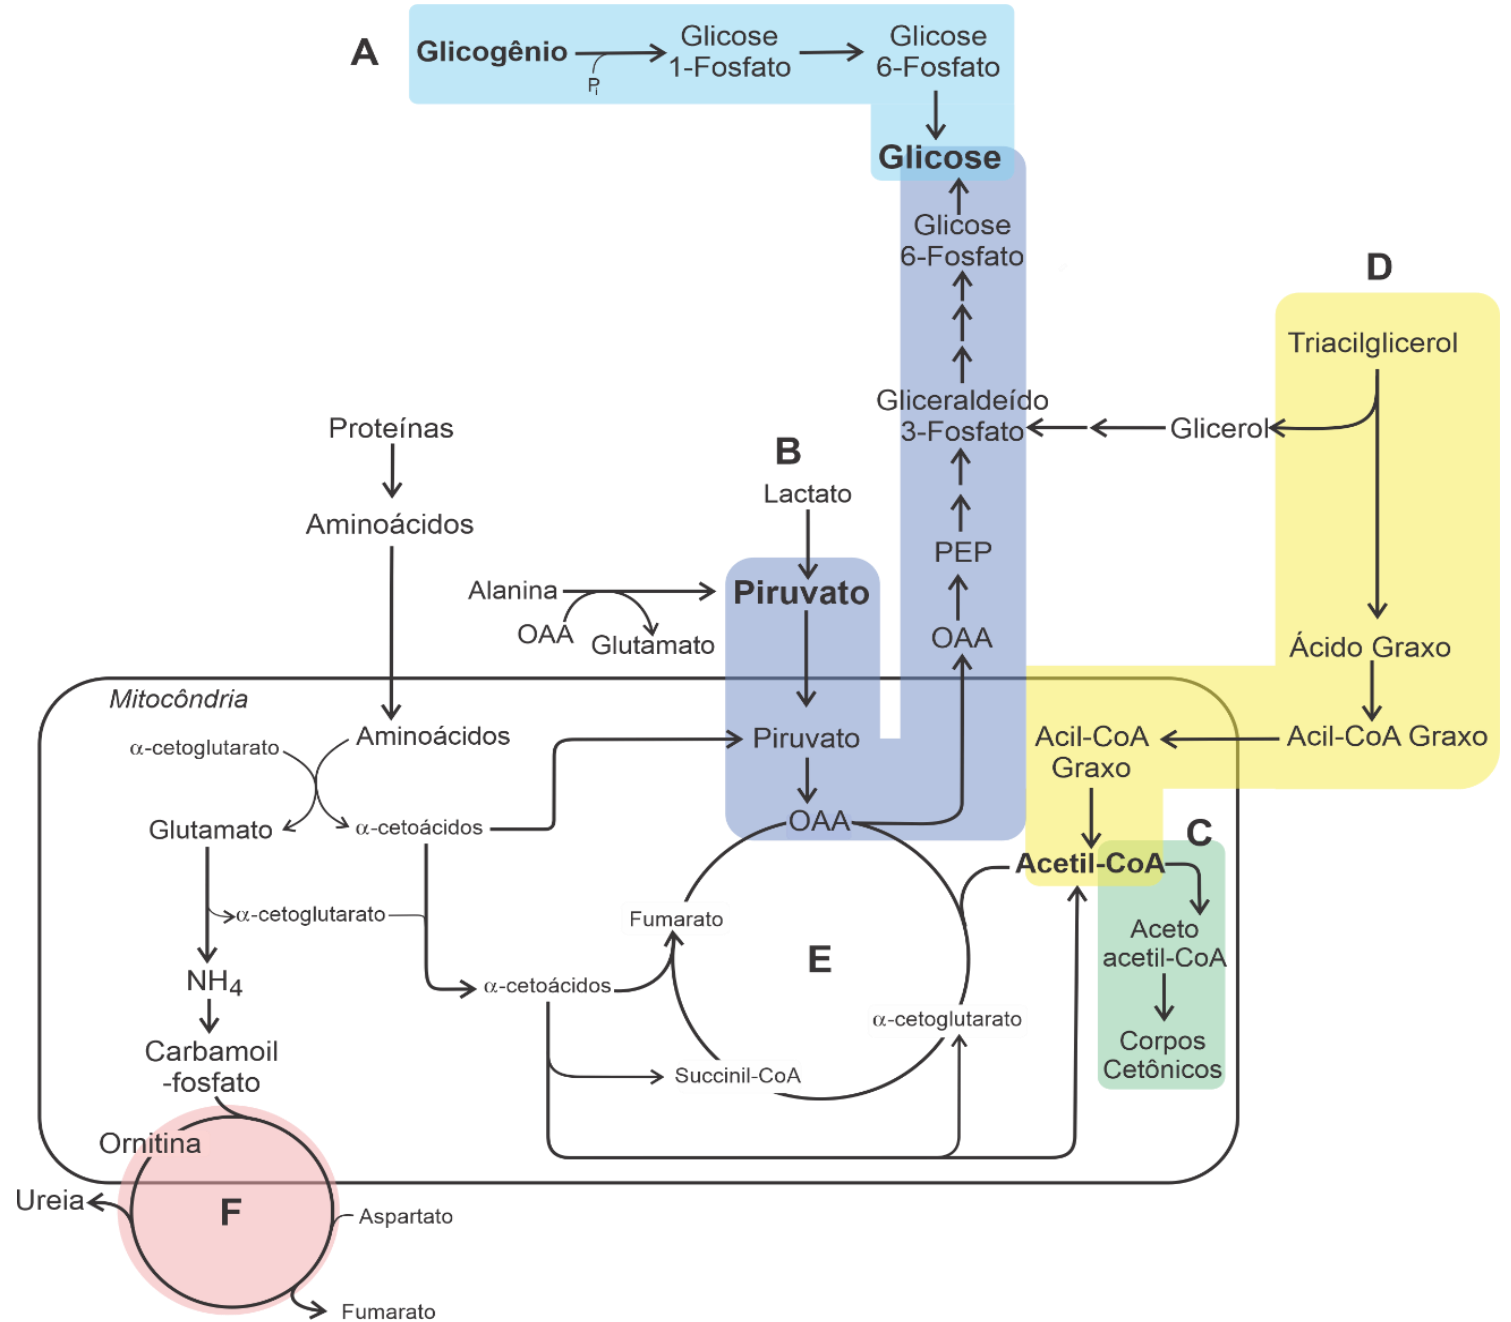 A
Glicogênio
Pi
Glicose
1-Fosfato
Glicose
6-Fosfato
Glicose
Glicose
6-Fosfato
D
Triacilglicerol
Gliceraldeído
3-Fosfato
Glicerol
Proteínas
B
Lactato
Aminoácidos
PEP
Alanina
Piruvato
OAA
Glutamato
OAA
Ácido Graxo
Mitocôndria
α-cetoglutarato
Aminoácidos
Piruvato
Acil-CoA
Graxo
Acil-CoA Graxo
Glutamato
α-cetoácidos
OAA
C
Acetil-CoA
α-cetoglutarato
Fumarato
Aceto
acetil-CoA
E
NH4
α-cetoácidos
α-cetoglutarato
Carbamoil
-fosfato
Succinil-CoA
Corpos
Cetônicos
Ornitina
Ureia
F
Aspartato
Fumarato